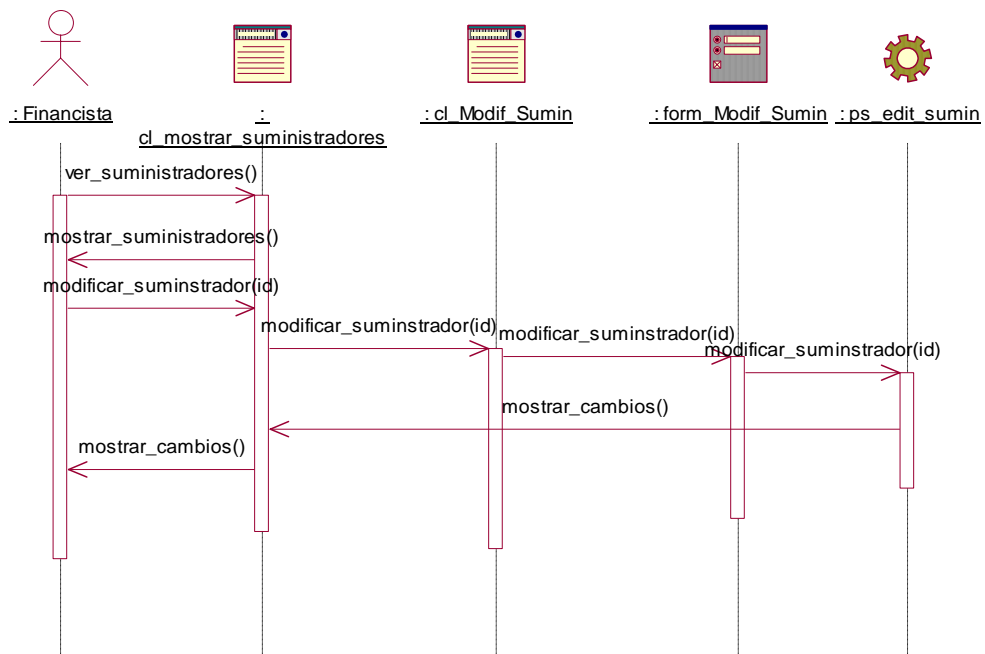 : Financista
:
cl_mostrar_suministradores
: cl_Modif_Sumin
: form_Modif_Sumin
: ps_edit_sumin
ver_suministradores()
mostrar_suministradores()
modificar_suminstrador(id)
modificar_suminstrador(id)
modificar_suminstrador(id)
modificar_suminstrador(id)
mostrar_cambios()
mostrar_cambios()